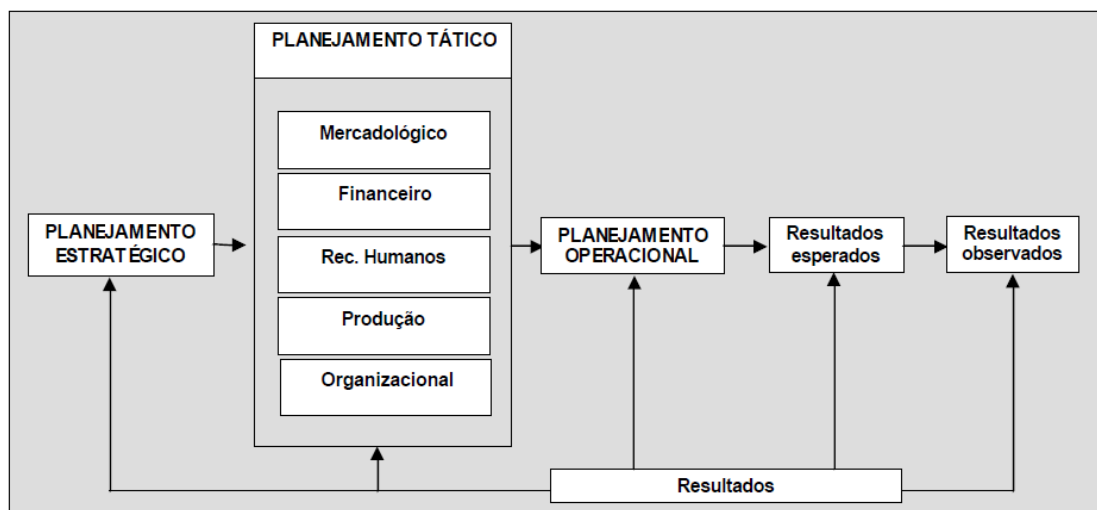 PLANEJAMENTO TÁTICO
Mercadológico
Financeiro
Rec. Humanos
Produção
Organizacional
PLANEJAMENTO
ESTRATÉGICO
PLANEJAMENTO
OPERACIONAL
Resultados
esperados
Resultados
observados
Resultados